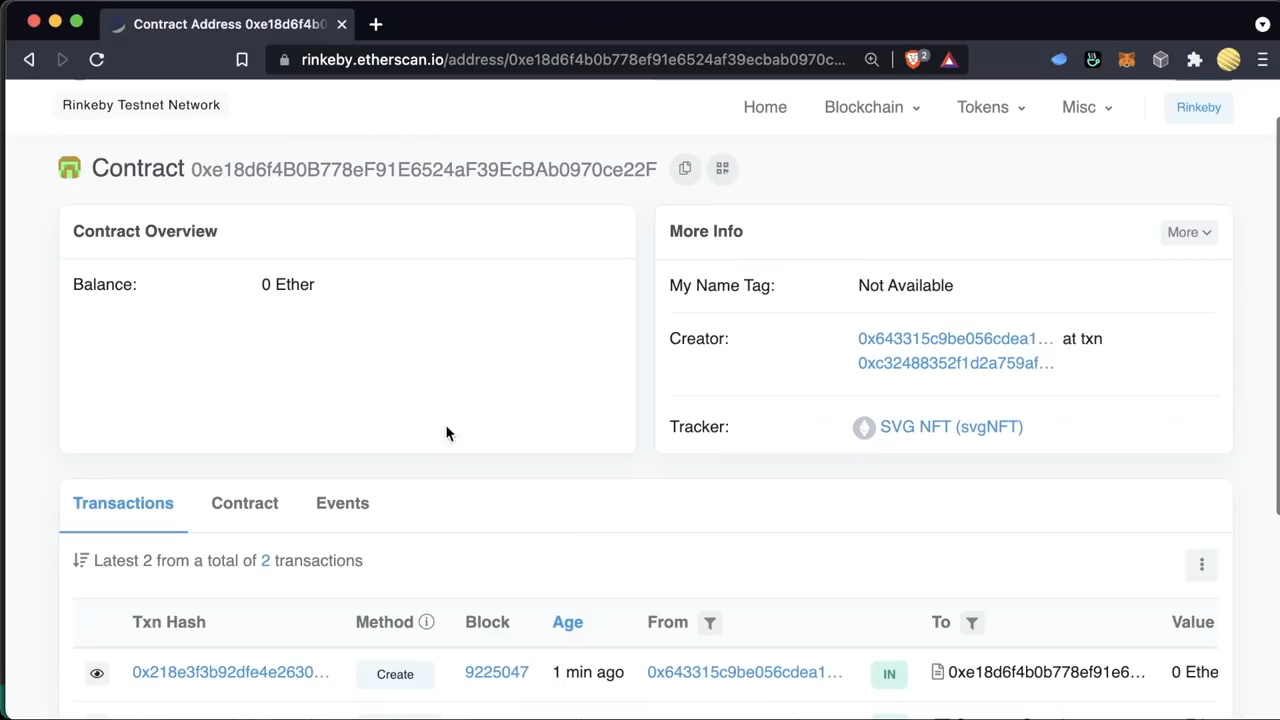 Contract Address 0xe18d6f4b0
rinkeby.etherscan.io/address/0xe18d6f4b0b778ef91e6524af39ecbab0970c...
2
Rinkeby Testnet Network
Home Blockchain Tokens Misc Rinkeby
Contract 0xe18d6f4B0B778eF91E6524aF39EcBAb0970ce22F
Contract Overview
Balance: 0 Ether
More Info More
My Name Tag: Not Available
Creator: 0x643315c9be056cdea1... at txn
0xc32488352f1d2a759af...
Tracker: SVG NFT (svgNFT)
Transactions Contract Events
Latest 2 from a total of 2 transactions
Txn Hash Method Block Age From To Value
0x218e3f3b92dfe4e2630... Create 9225047 1 min ago 0x643315c9be056cdea1... IN 0xe18d6f4b0b778ef91e6... 0 Ethe